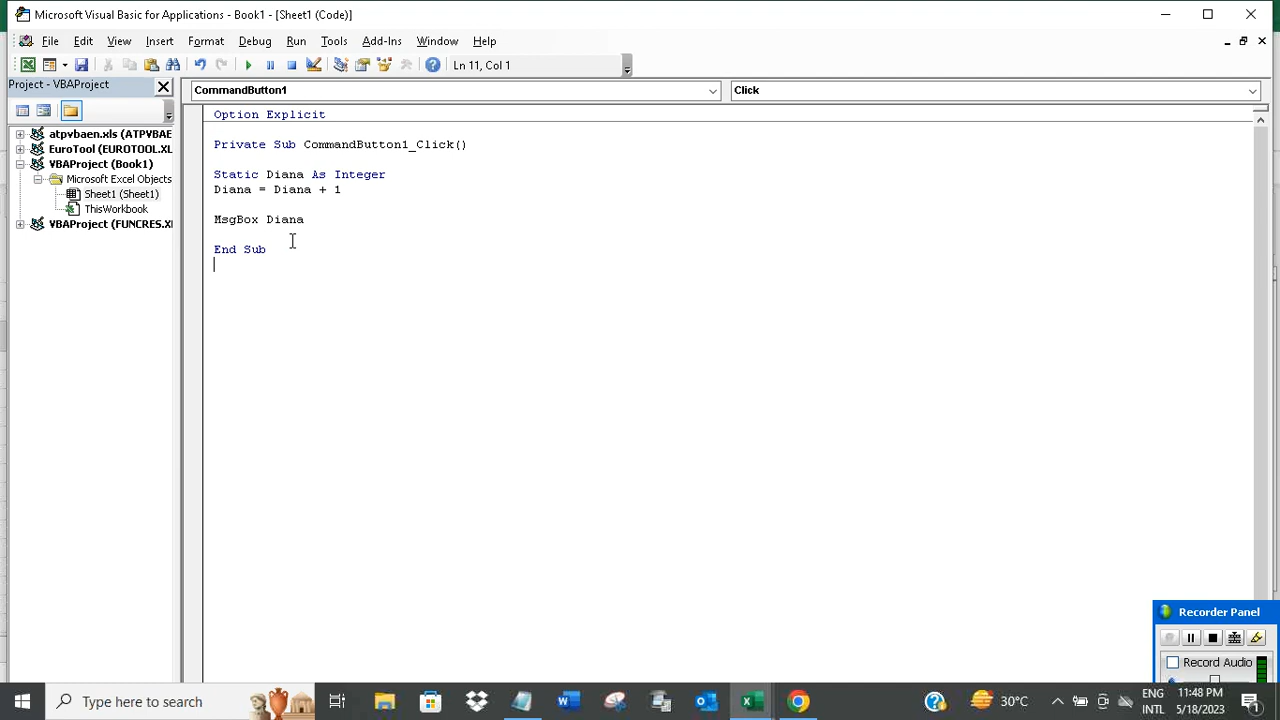 Microsoft Visual Basic for Applications - Book1 - [Sheet1 (Code)]
File Edit View Insert Format Debug Run Tools Add-Ins Window Help
Ln 11, Col 1
Project - VBAProject
CommandButton1
Click
atpvbaen.xls (ATPVBAE
EuroTool (EUROTOOL.XL
VBAProject (Book1)
Microsoft Excel Objects
Sheet1 (Sheet1)
ThisWorkbook
VBAProject (FUNCRES.X
Option Explicit
Private Sub CommandButton1_Click()
Static Diana As Integer
Diana = Diana + 1
MsgBox Diana
End Sub
Recorder Panel
Record Audio
Type here to search
30°C
ENG
INTL
11:48 PM
5/18/2023
1